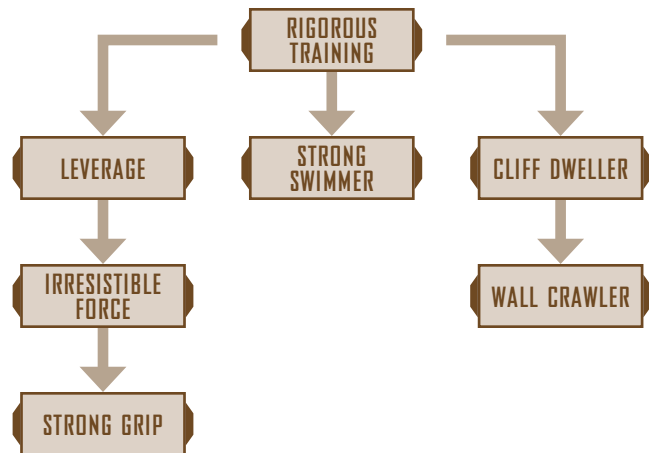 RIGOROUS
TRAINING
LEVERAGE
STRONG
SWIMMER
CLIFF DWELLER
IRRESISTIBLE
FORCE
WALL CRAWLER
STRONG GRIP